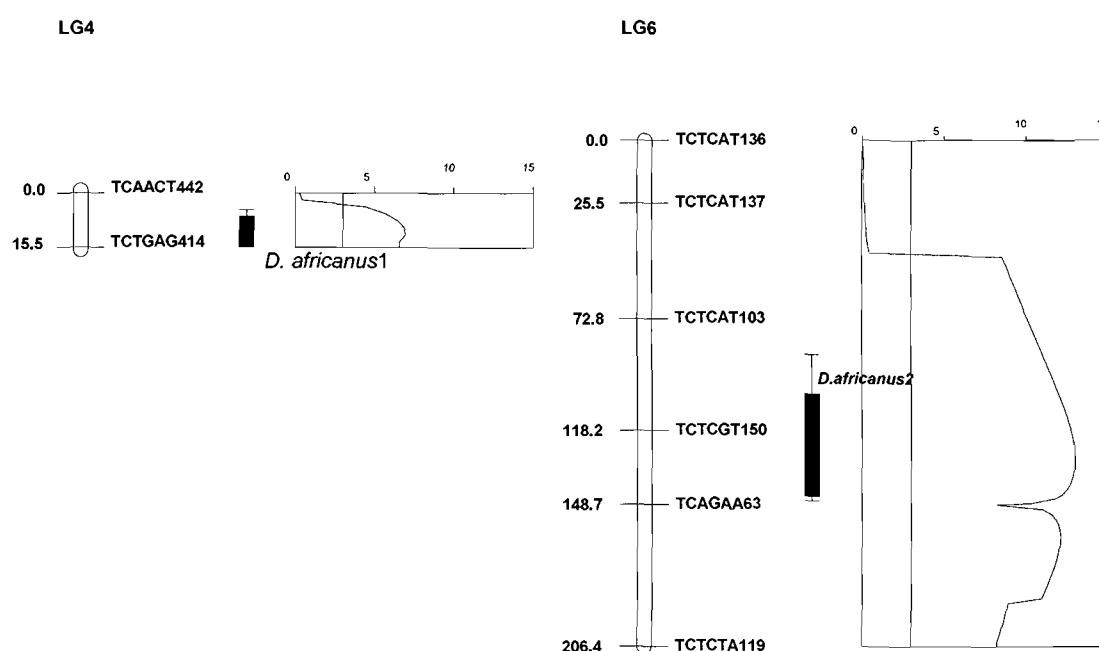 LG4
0.0 TCAACT442
15.5 TCTGAG414
0 5 10 15
D. africanus1
LG6
0.0 TCTCAT136
25.5 TCTCAT137
72.8 TCTCAT103
118.2 TCTCGT150
148.7 TCAGAA63
206.4 TCTCTA119
0 5 10
D.africanus2